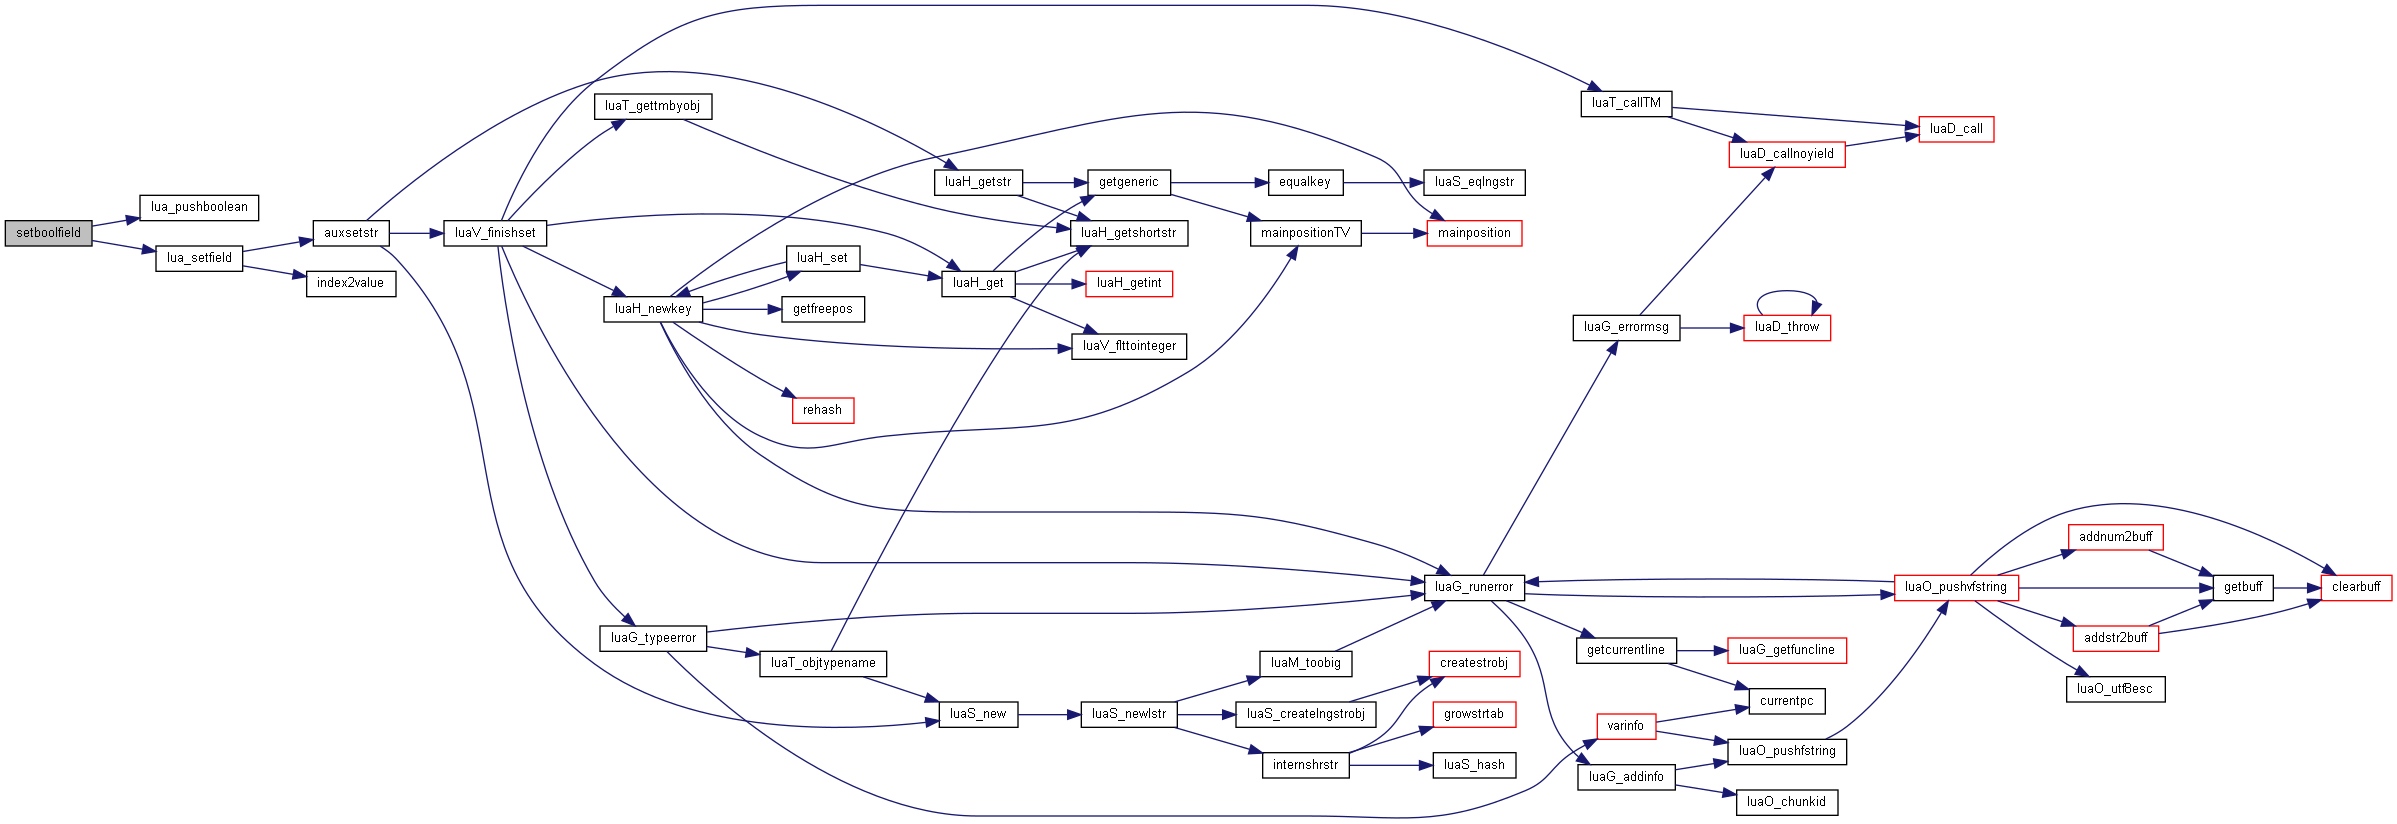 setboolfield
lua_pushboolean
lua_setfield
auxsetstr
index2value
luaV_finishset
luaT_gettmbyobj
luaH_newkey
luaG_typeerror
luaH_set
getfreepos
rehash
luaT_objtypename
luaH_getstr
luaH_get
luaS_new
getgeneric
luaH_getshortstr
luaH_getint
luaV_flttointeger
luaS_newlstr
equalkey
mainpositionTV
luaM_toobig
luaS_createlngstrobj
internshrstr
luaS_eqlngstr
mainposition
luaG_runerror
createstrobj
growstrtab
luaS_hash
luaT_callTM
luaG_errormsg
getcurrentline
varinfo
luaG_addinfo
luaD_callnoyield
luaD_throw
luaG_getfuncline
currentpc
luaO_pushfstring
luaO_chunkid
luaD_call
luaO_pushvfstring
addnum2buff
addstr2buff
luaO_utf8esc
getbuff
clearbuff